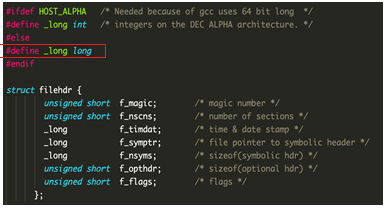 #ifdef HOST_ALPHA /* Needed because of gcc uses 64 bit long */
#define _long int /* integers on the DEC ALPHA architecture. */
#else
#define _long long
#endif
struct filehdr {
unsigned short f_magic; /* magic number */
unsigned short f_nscns; /* number of sections */
_long f_timdat; /* time & date stamp */
_long f_symptr; /* file pointer to symbolic header */
_long f_nsyms; /* sizeof(symbolic hdr) */
unsigned short f_opthdr; /* sizeof(optional hdr) */
unsigned short f_flags; /* flags */
};